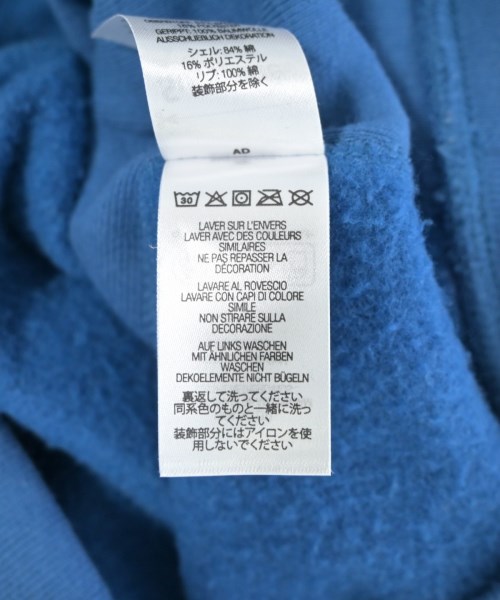 GERIPPT: 100% BAUMWOLLE
AUSSCHLIEßLICH DEKORATION
シェル: 84% 綿
16% ポリエステル
リブ: 100% 綿
装飾部分を除く
AD
30
LAVER SUR L'ENVERS
LAVER AVEC DES COULEURS
SIMILAIRES
NE PAS REPASSER LA
DÉCORATION
LAVARE AL ROVESCIO
LAVARE CON CAPI DI COLORE
SIMILE
NON STIRARE SULLA
DECORAZIONE
AUF LINKS WASCHEN
MIT ÄHNLICHEN FARBEN
WASCHEN
DEKOELEMENTE NICHT BÜGELN
裏返して洗ってください
同系色のものと一緒に洗っ
てください
装飾部分にはアイロンを使
用しないでください